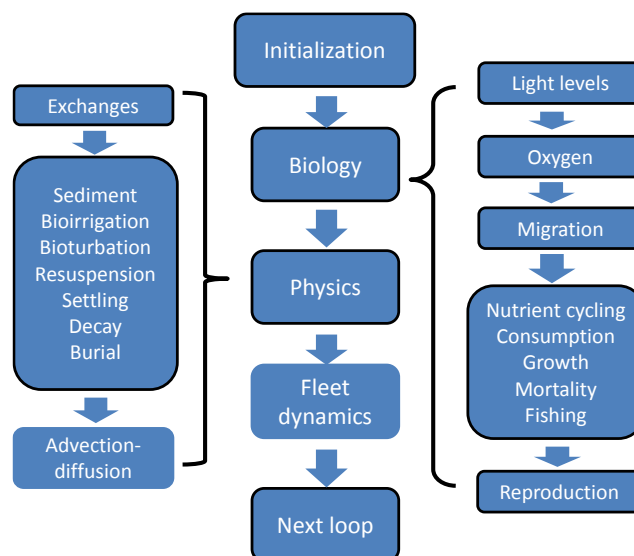 Initialization
Biology
Physics
Fleet
dynamics
Next loop
Exchanges
Sediment
Bioirrigation
Bioturbation
Resuspension
Settling
Decay
Burial
Advection-
diffusion
Light levels
Oxygen
Migration
Nutrient cycling
Consumption
Growth
Mortality
Fishing
Reproduction